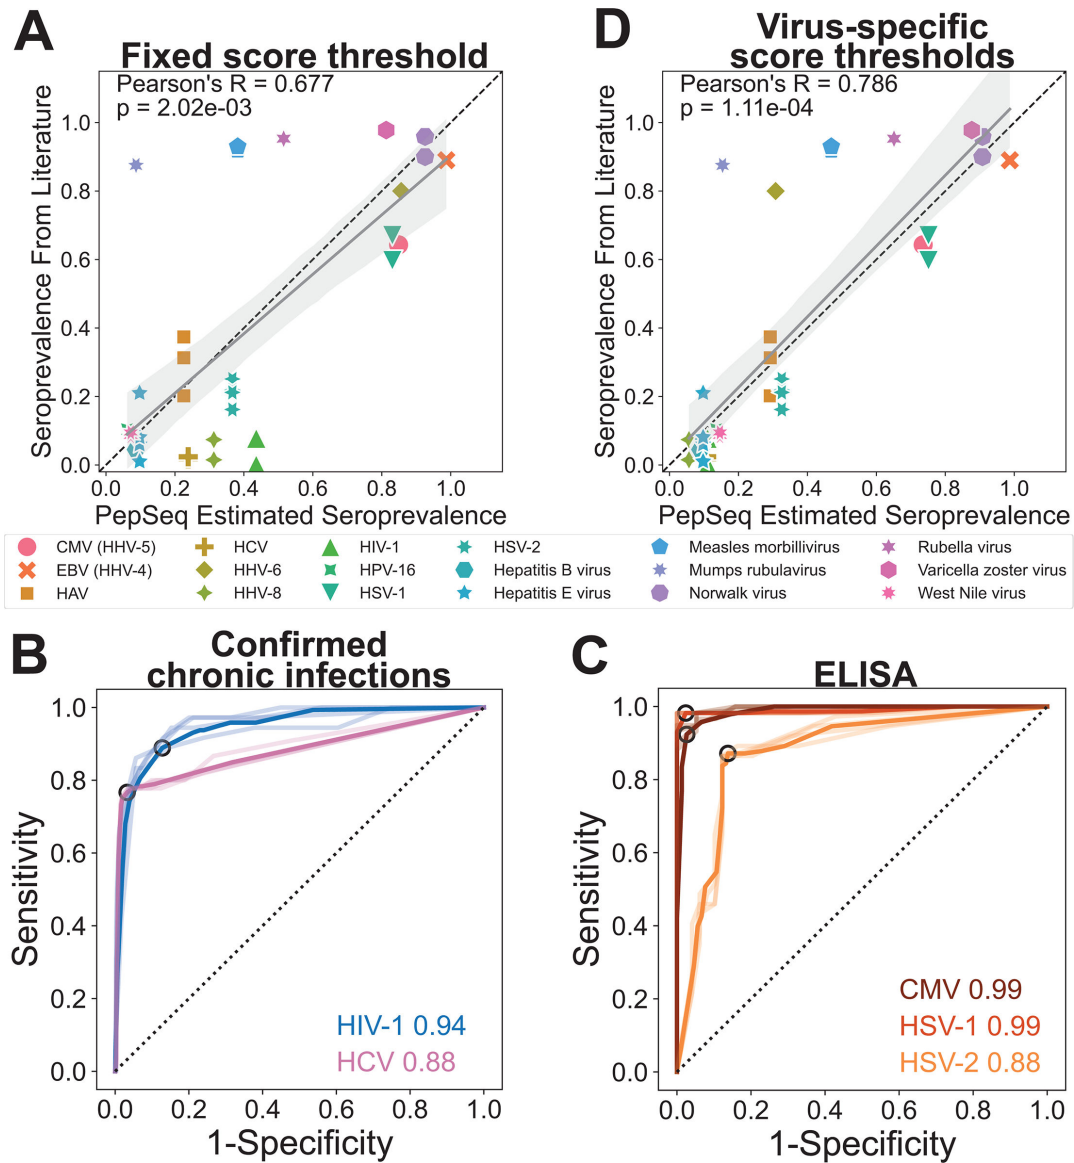 A
Fixed score threshold
Pearson's R = 0.677
p = 2.02e-03
Seroprevalence From Literature
1.0
0.8
0.6
0.4
0.2
0.0
0.0 0.2 0.4 0.6 0.8 1.0
PepSeq Estimated Seroprevalence
D
Virus-specific
score thresholds
Pearson's R = 0.786
p = 1.11e-04
Seroprevalence From Literature
1.0
0.8
0.6
0.4
0.2
0.0
0.0 0.2 0.4 0.6 0.8 1.0
PepSeq Estimated Seroprevalence
CMV (HHV-5)
EBV (HHV-4)
HAV
HCV
HHV-6
HHV-8
HIV-1
HPV-16
HSV-1
HSV-2
Hepatitis B virus
Hepatitis E virus
Measles morbillivirus
Mumps rubulavirus
Norwalk virus
Rubella virus
Varicella zoster virus
West Nile virus
B
Confirmed
chronic infections
Sensitivity
1.0
0.8
0.6
0.4
0.2
0.0
HIV-1 0.94
HCV 0.88
0.0 0.2 0.4 0.6 0.8 1.0
1-Specificity
C
ELISA
Sensitivity
1.0
0.8
0.6
0.4
0.2
0.0
CMV 0.99
HSV-1 0.99
HSV-2 0.88
0.0 0.2 0.4 0.6 0.8 1.0
1-Specificity